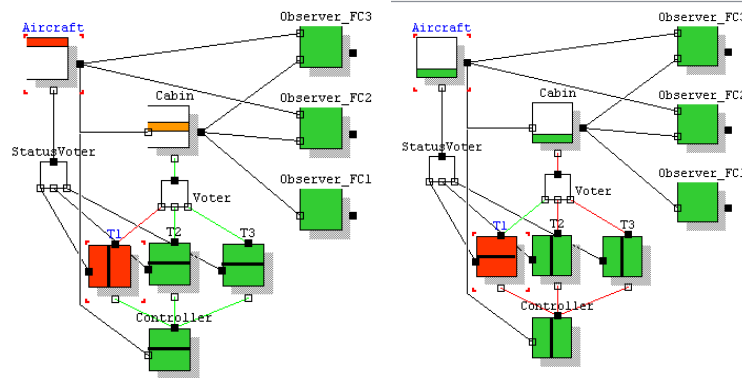 Observer_FC3
Aircraft
Cabin
Observer_FC2
StatusVoter
Observer_FC1
Voter
T1
T2
T3
Controller
Observer_FC3
Aircraft
Cabin
Observer_FC2
StatusVoter
Observer_FC1
Voter
T1
T2
T3
Controller